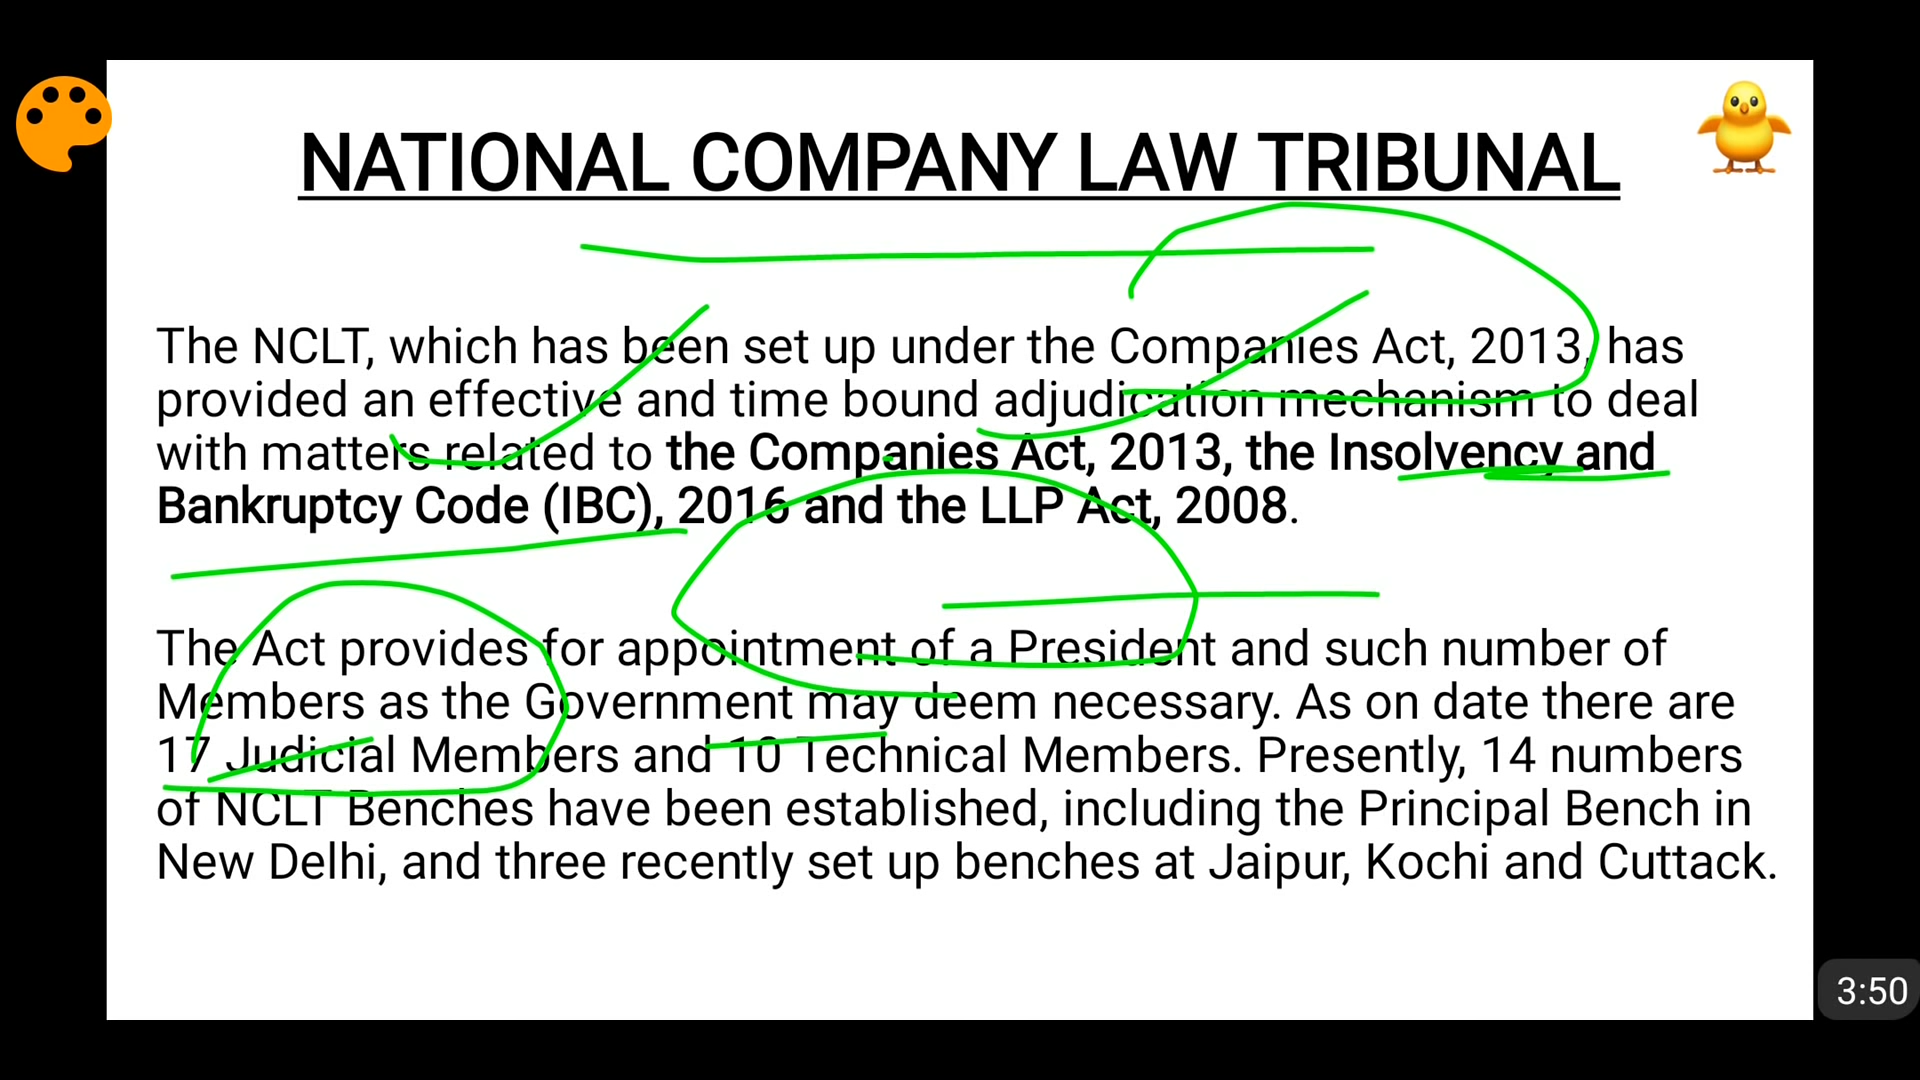 NATIONAL COMPANY LAW TRIBUNAL
The NCLT, which has been set up under the Companies Act, 2013, has
provided an effective and time bound adjudication mechanism to deal
with matters related to the Companies Act, 2013, the Insolvency and
Bankruptcy Code (IBC), 2016 and the LLP Act, 2008.
The Act provides for appointment of a President and such number of
Members as the Government may deem necessary. As on date there are
17 Judicial Members and 10 Technical Members. Presently, 14 numbers
of NCLT Benches have been established, including the Principal Bench in
New Delhi, and three recently set up benches at Jaipur, Kochi and Cuttack.
3:50